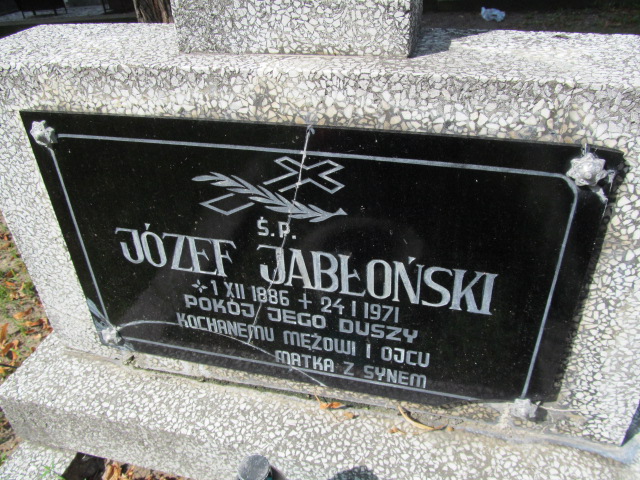 Ś.P.
JÓZEF JABŁOŃSKI
* 1 XII 1886 + 24 I 1971
POKÓJ JEGO DUSZY
KOCHANEMU MĘŻOWI I OJCU
MATKA Z SYNEM